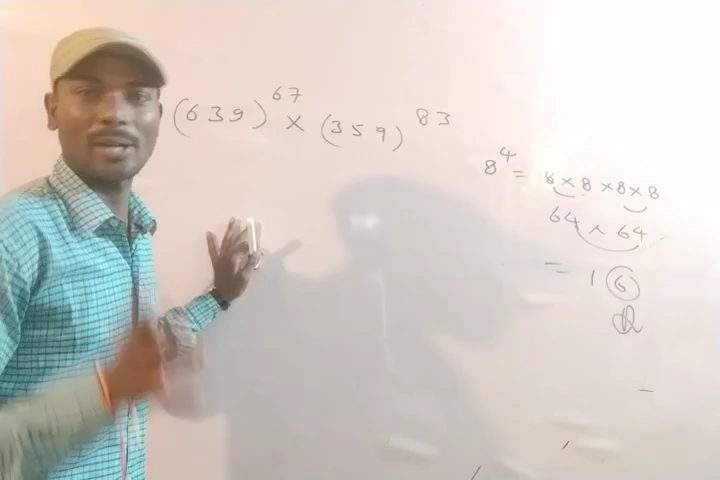 (639)^67 × (359)^83
8^4 = 8 × 8 × 8 × 8
64 × 64
= 1 6